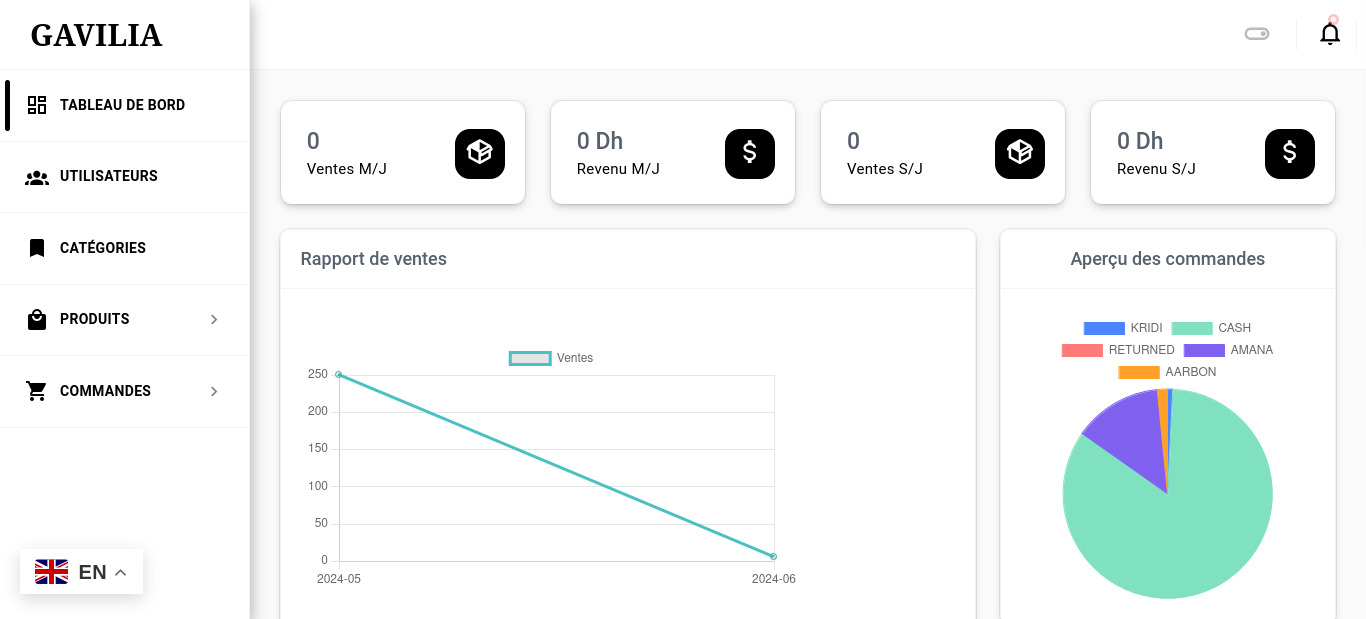 GAVILIA
TABLEAU DE BORD
UTILISATEURS
CATÉGORIES
PRODUITS
COMMANDES
EN
0
Ventes M/J
0 Dh
Revenu M/J
0
Ventes S/J
0 Dh
Revenu S/J
Rapport de ventes
Ventes
250
200
150
100
50
0
2024-05 2024-06
Aperçu des commandes
KRIDI CASH
RETURNED AMANA
AARBON